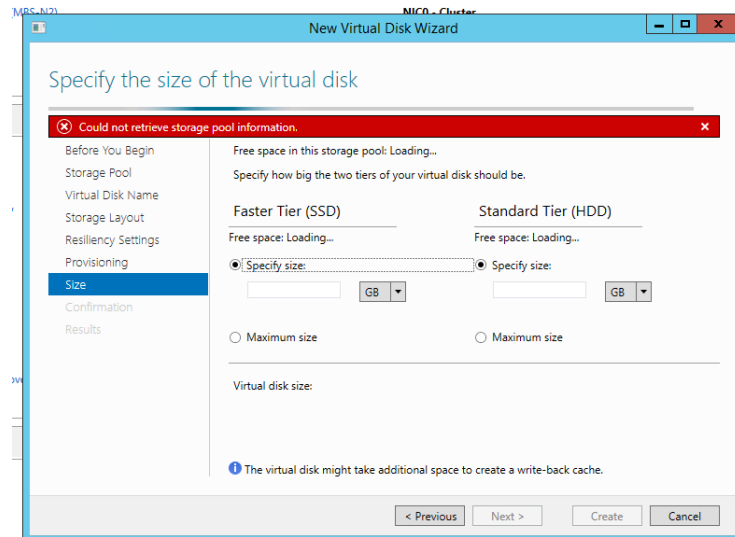 (MBS-N2)
NIC0 - Cluster
New Virtual Disk Wizard
Specify the size of the virtual disk
Could not retrieve storage pool information.
Before You Begin
Storage Pool
Virtual Disk Name
Storage Layout
Resiliency Settings
Provisioning
Size
Confirmation
Results
Free space in this storage pool: Loading...
Specify how big the two tiers of your virtual disk should be.
Faster Tier (SSD)
Standard Tier (HDD)
Free space: Loading...
Free space: Loading...
Specify size:
Specify size:
GB
GB
Maximum size
Maximum size
Virtual disk size:
The virtual disk might take additional space to create a write-back cache.
< Previous
Next >
Create
Cancel